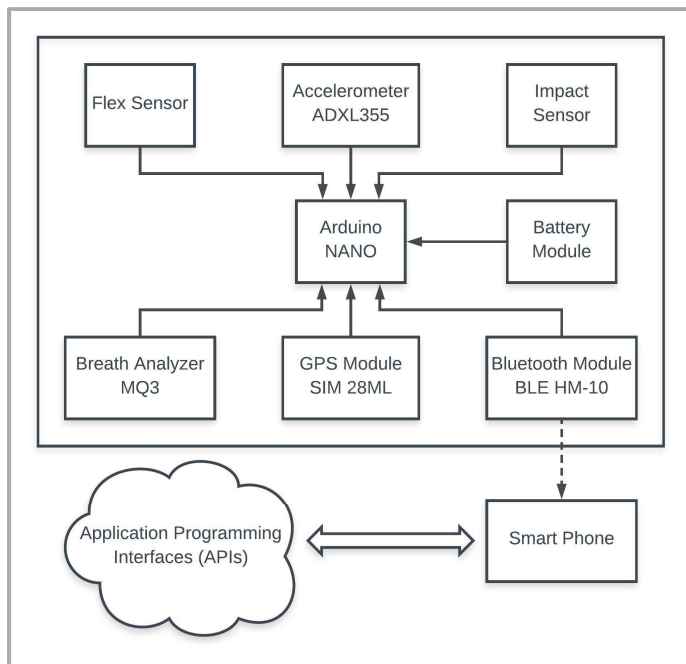 Flex Sensor
Accelerometer
ADXL355
Impact
Sensor
Arduino
NANO
Battery
Module
Breath Analyzer
MQ3
GPS Module
SIM 28ML
Bluetooth Module
BLE HM-10
Application Programming
Interfaces (APIs)
Smart Phone